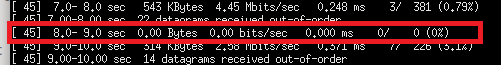 [ 45]  7.0- 8.0 sec   543 KBytes  4.45 Mbits/sec   0.248 ms    3/  381 (0.79%)
[ 45] 7.00-8.00 sec  22 datagrams received out-of-order
[ 45]  8.0- 9.0 sec  0.00 Bytes  0.00 bits/sec   0.000 ms    0/    0 (0%)
[ 45]  9.0-10.0 sec   314 KBytes  2.58 Mbits/sec   0.371 ms    7/  226 (3.1%)
[ 45] 9.00-10.00 sec  14 datagrams received out-of-order